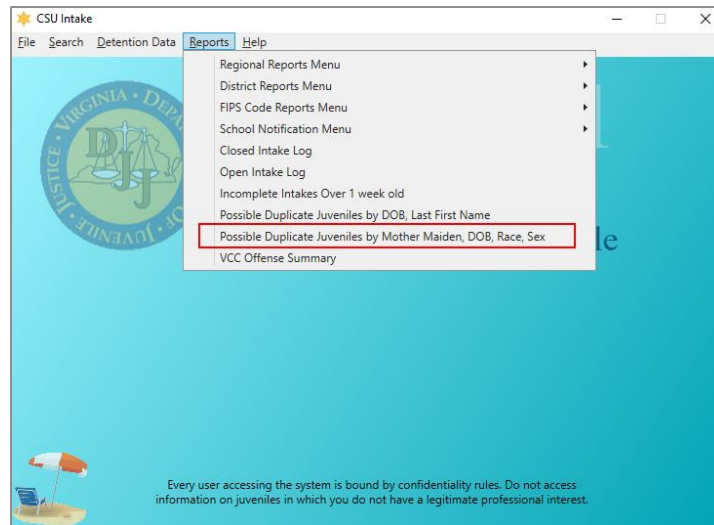 CSU Intake
File Search Detention Data Reports Help
Regional Reports Menu
District Reports Menu
FIPS Code Reports Menu
School Notification Menu
Closed Intake Log
Open Intake Log
Incomplete Intakes Over 1 week old
Possible Duplicate Juveniles by DOB, Last First Name
Possible Duplicate Juveniles by Mother Maiden, DOB, Race, Sex
VCC Offense Summary
VIRGINIA • DEPA
JUSTICE
OF JUVENILE
DJJ
le
Every user accessing the system is bound by confidentiality rules. Do not access
information on juveniles in which you do not have a legitimate professional interest.